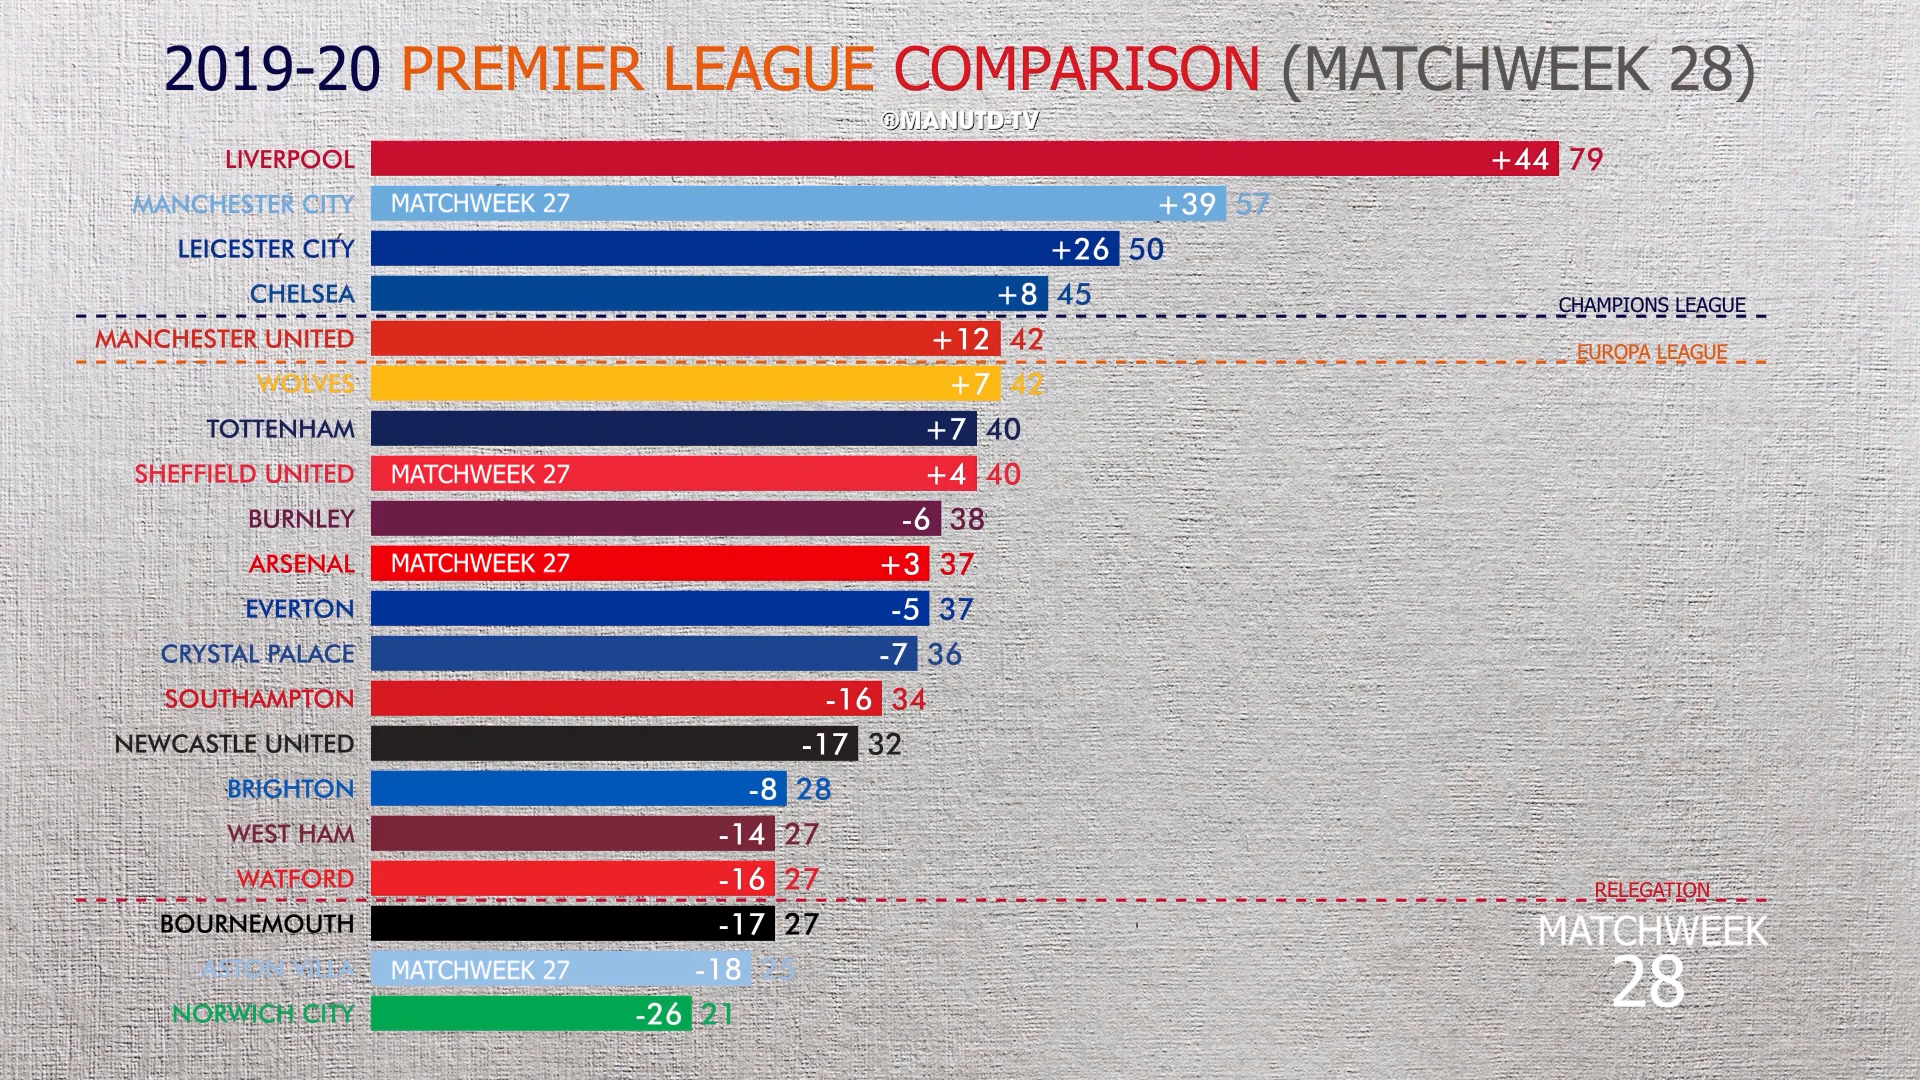 2019-20 PREMIER LEAGUE COMPARISON (MATCHWEEK 28)
@MANUTD-TV
LIVERPOOL +44 79
MANCHESTER CITY MATCHWEEK 27 +39 57
LEICESTER CITY +26 50
CHELSEA +8 45
CHAMPIONS LEAGUE
MANCHESTER UNITED +12 42
EUROPA LEAGUE
WOLVES +7 42
TOTTENHAM +7 40
SHEFFIELD UNITED MATCHWEEK 27 +4 40
BURNLEY -6 38
ARSENAL MATCHWEEK 27 +3 37
EVERTON -5 37
CRYSTAL PALACE -7 36
SOUTHAMPTON -16 34
NEWCASTLE UNITED -17 32
BRIGHTON -8 28
WEST HAM -14 27
WATFORD -16 27
RELEGATION
BOURNEMOUTH -17 27
ASTON VILLA MATCHWEEK 27 -18 25
NORWICH CITY -26 21
MATCHWEEK
28